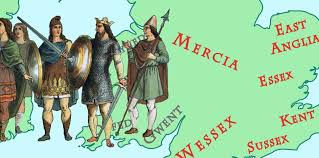 MERCIA
EAST
ANGLIA
ESSEX
GWENT
WESSEX
KENT
SUSSEX